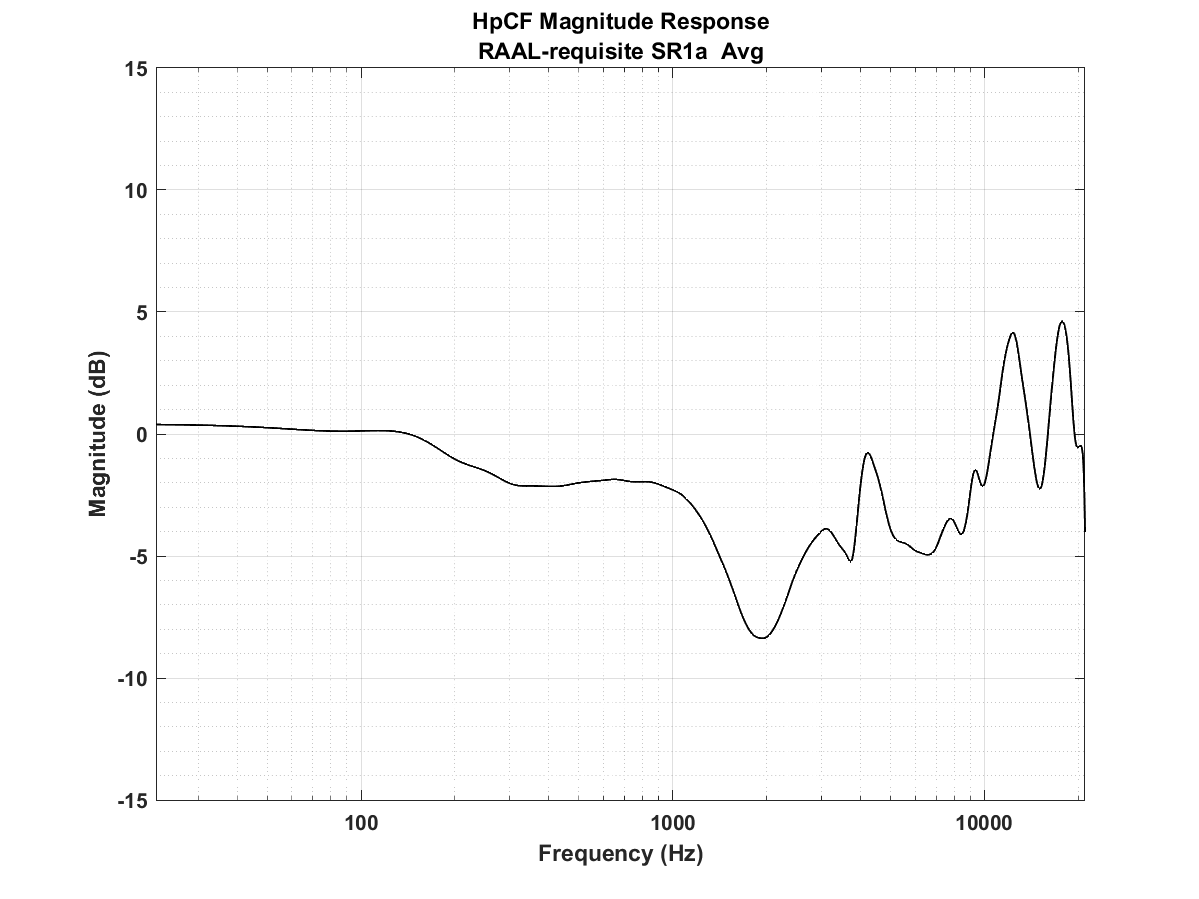 HpCF Magnitude Response
RAAL-requisite SR1a  Avg
15
10
5
0
-5
-10
-15
Magnitude (dB)
100
1000
10000
Frequency (Hz)